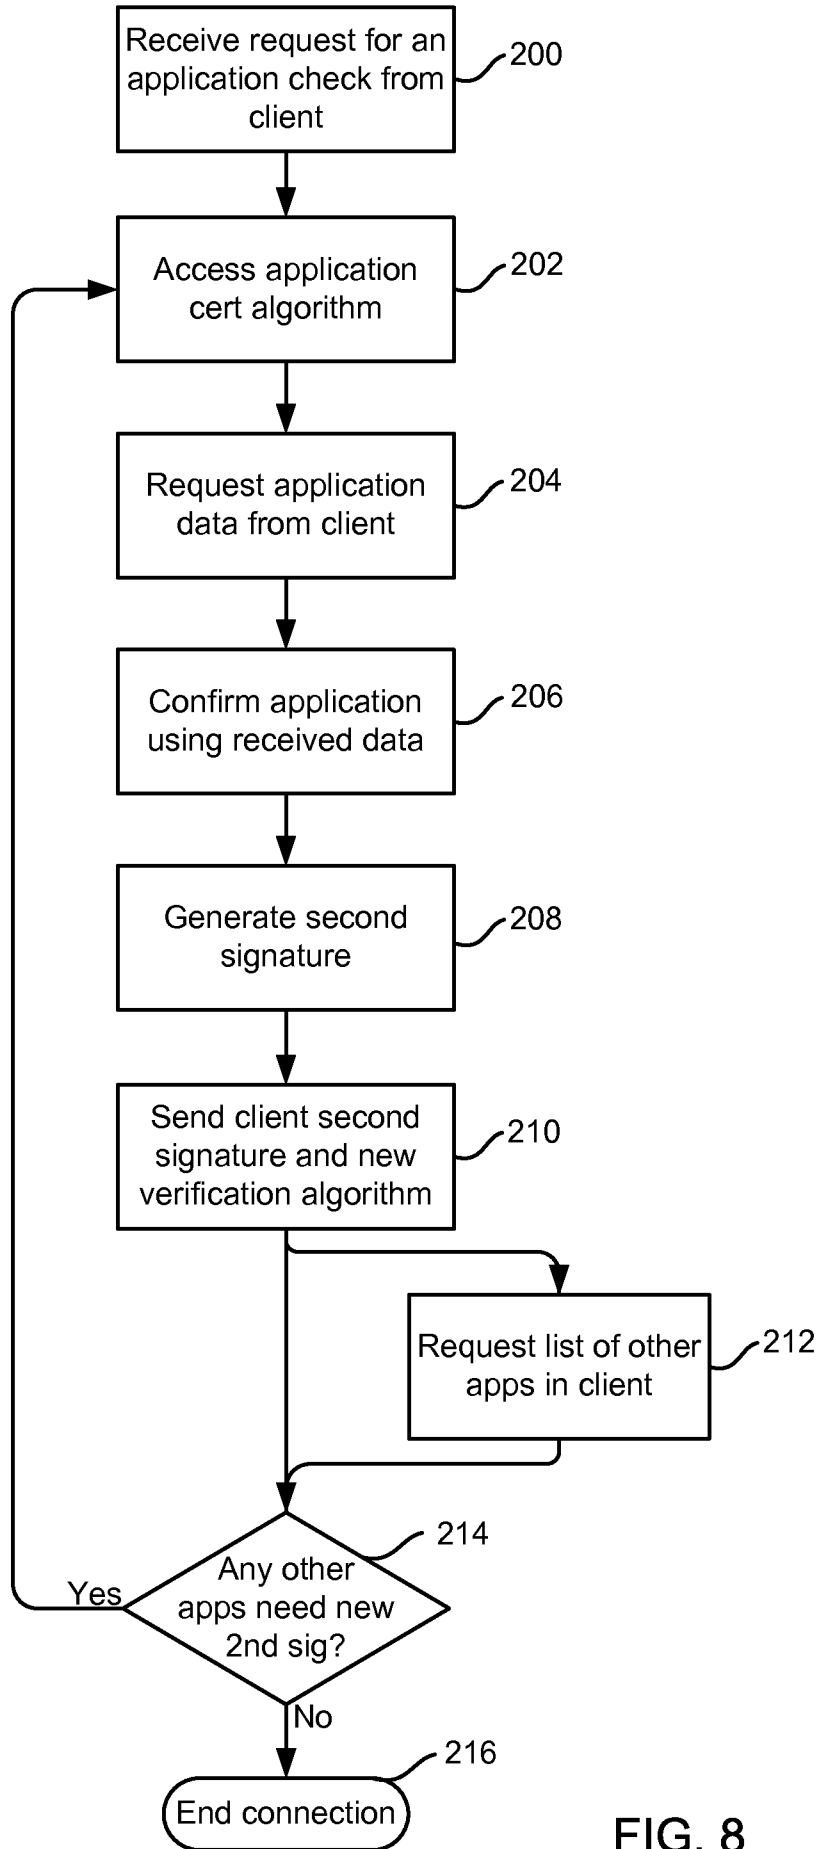 Receive request for an
application check from
client
200
Access application
cert algorithm
202
Request application
data from client
204
Confirm application
using received data
206
Generate second
signature
208
Send client second
signature and new
verification algorithm
210
Request list of other
apps in client
212
Any other
apps need new
2nd sig?
214
Yes
No
End connection
216
FIG. 8